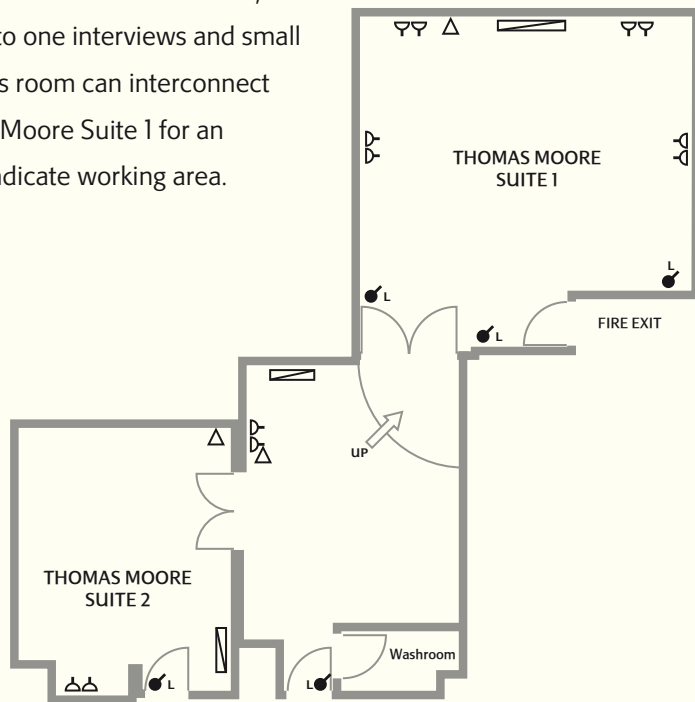 to one interviews and small
s room can interconnect
Moore Suite 1 for an
ndicate working area.
THOMAS MOORE
SUITE 1
L
L
L
FIRE EXIT
UP
THOMAS MOORE
SUITE 2
Washroom
L
L